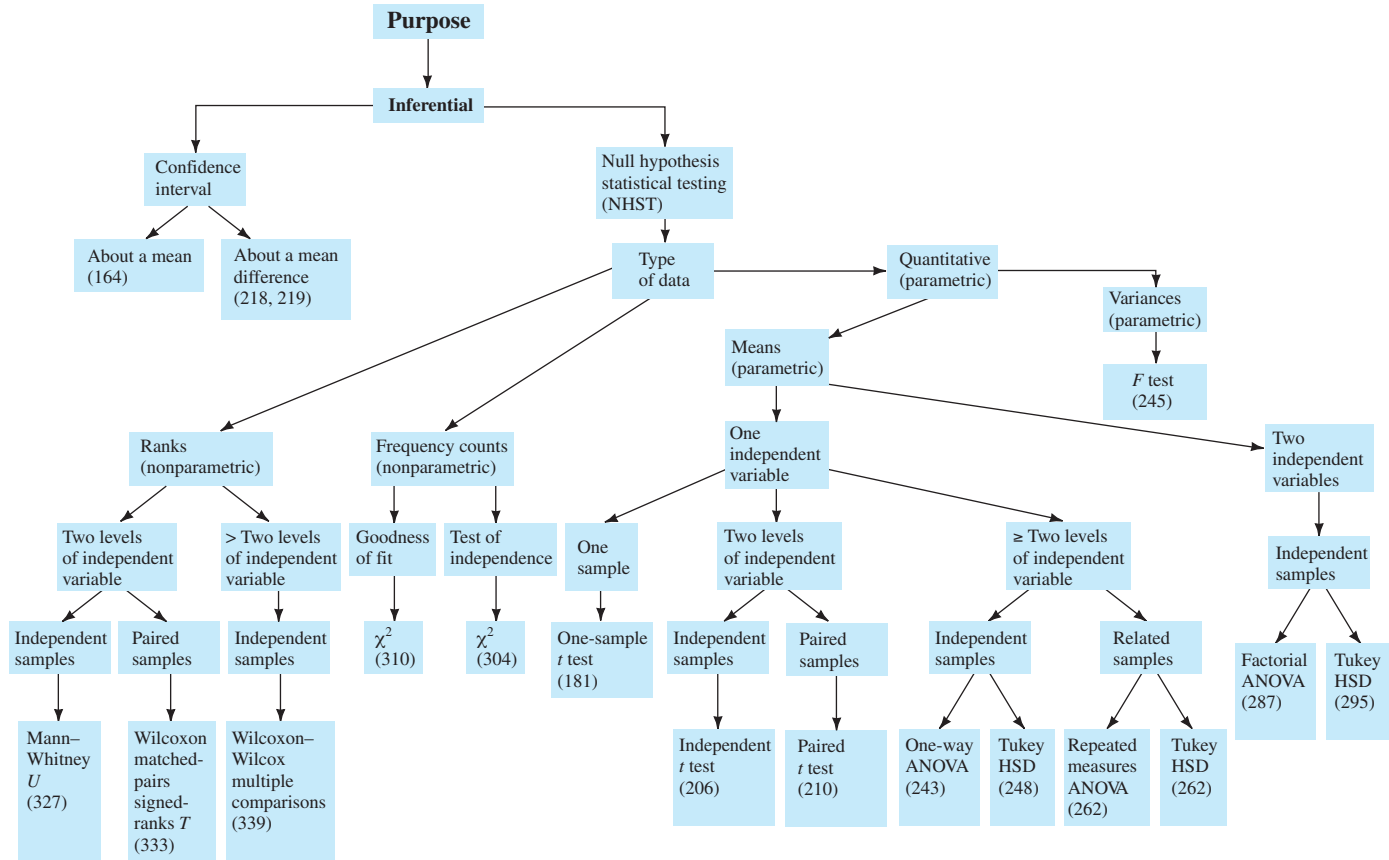 Purpose
Inferential
Confidence
interval
About a mean
(164)
About a mean
difference
(218, 219)
Null hypothesis
statistical testing
(NHST)
Type
of data
Quantitative
(parametric)
Variances
(parametric)
F test
(245)
Means
(parametric)
Ranks
(nonparametric)
Frequency counts
(nonparametric)
One
independent
variable
Two
independent
variables
Two levels
of independent
variable
> Two levels
of independent
variable
Goodness
of fit
Test of
independence
One
sample
Two levels
of independent
variable
≥ Two levels
of independent
variable
Independent
samples
Independent
samples
Paired
samples
Independent
samples
χ²
(310)
χ²
(304)
One-sample
t test
(181)
Independent
samples
Paired
samples
Independent
samples
Related
samples
Factorial
ANOVA
(287)
Tukey
HSD
(295)
Mann–
Whitney
U
(327)
Wilcoxon
matched-
pairs
signed-
ranks T
(333)
Wilcoxon–
Wilcox
multiple
comparisons
(339)
Independent
t test
(206)
Paired
t test
(210)
One-way
ANOVA
(243)
Tukey
HSD
(248)
Repeated
measures
ANOVA
(262)
Tukey
HSD
(262)